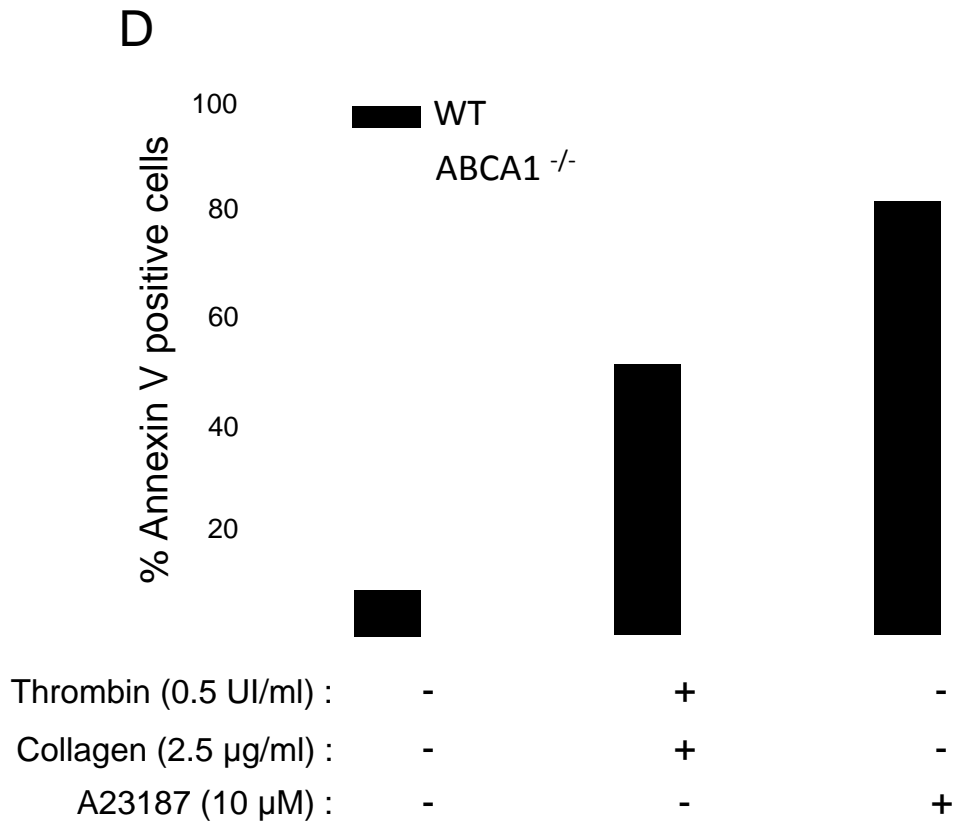 D
% Annexin V positive cells
100
80
60
40
20
WT
ABCA1 -/-
Thrombin (0.5 UI/ml) : - + -
Collagen (2.5 µg/ml) : - + -
A23187 (10 µM) : - - +